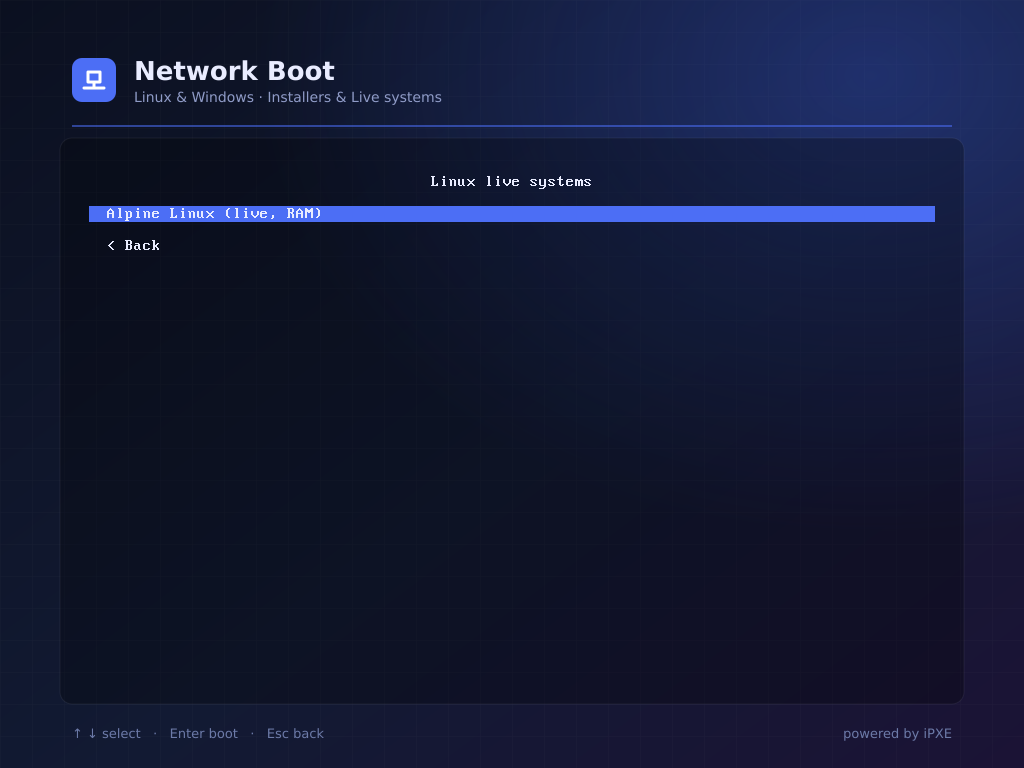 Network Boot
Linux & Windows · Installers & Live systems
Linux live systems
Alpine Linux (live, RAM)
< Back
↑ ↓ select · Enter boot · Esc back
powered by iPXE